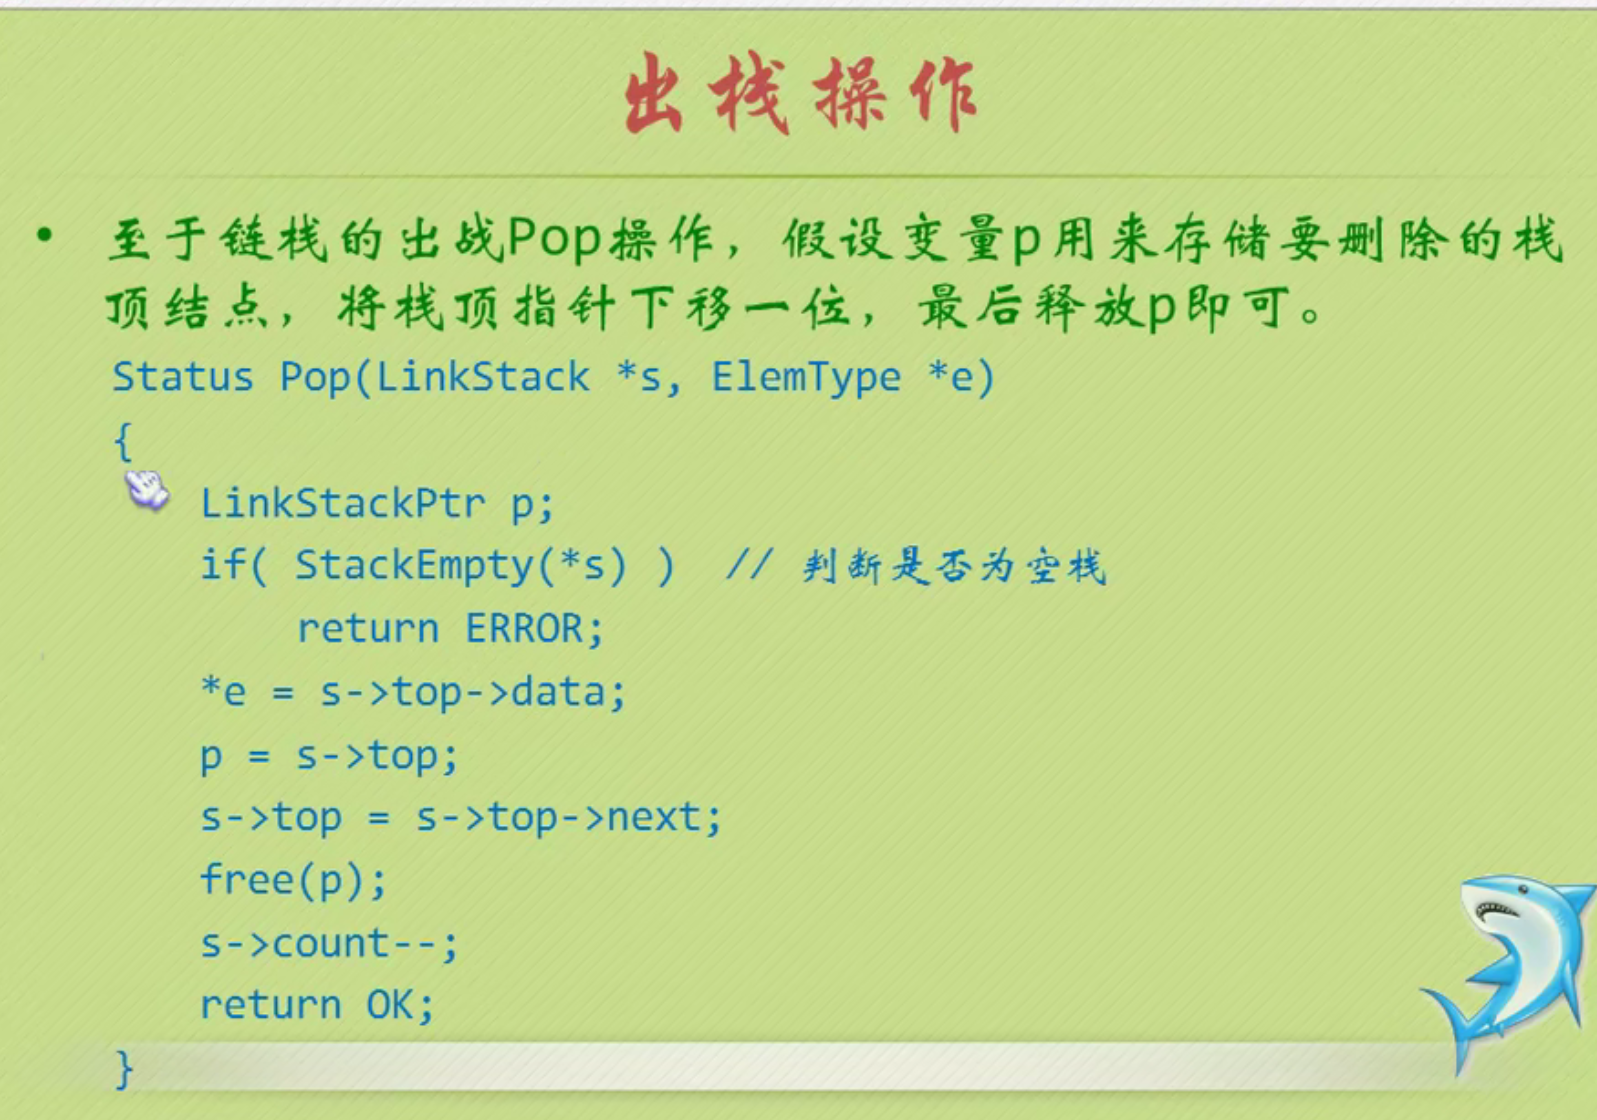 出栈操作
• 至于链栈的出战Pop操作，假设变量p用来存储要删除的栈
顶结点，将栈顶指针下移一位，最后释放p即可。
Status Pop(LinkStack *s, ElemType *e)
{
LinkStackPtr p;
if( StackEmpty(*s) )  // 判断是否为空栈
return ERROR;
*e = s->top->data;
p = s->top;
s->top = s->top->next;
free(p);
s->count--;
return OK;
}